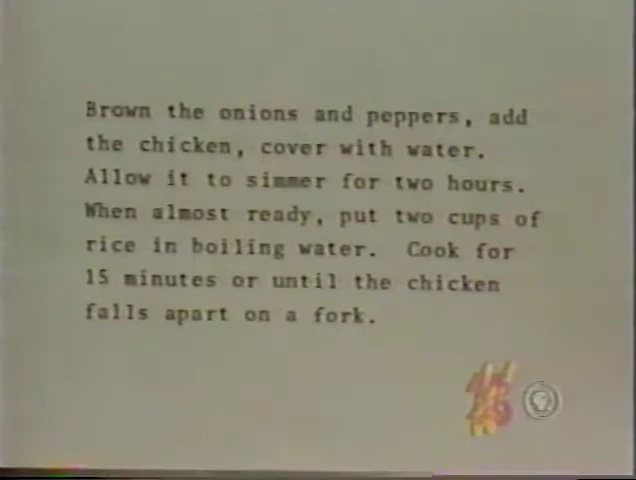 Brown the onions and peppers, add
the chicken, cover with water.
Allow it to simmer for two hours.
When almost ready, put two cups of
rice in boiling water.  Cook for
15 minutes or until the chicken
falls apart on a fork.